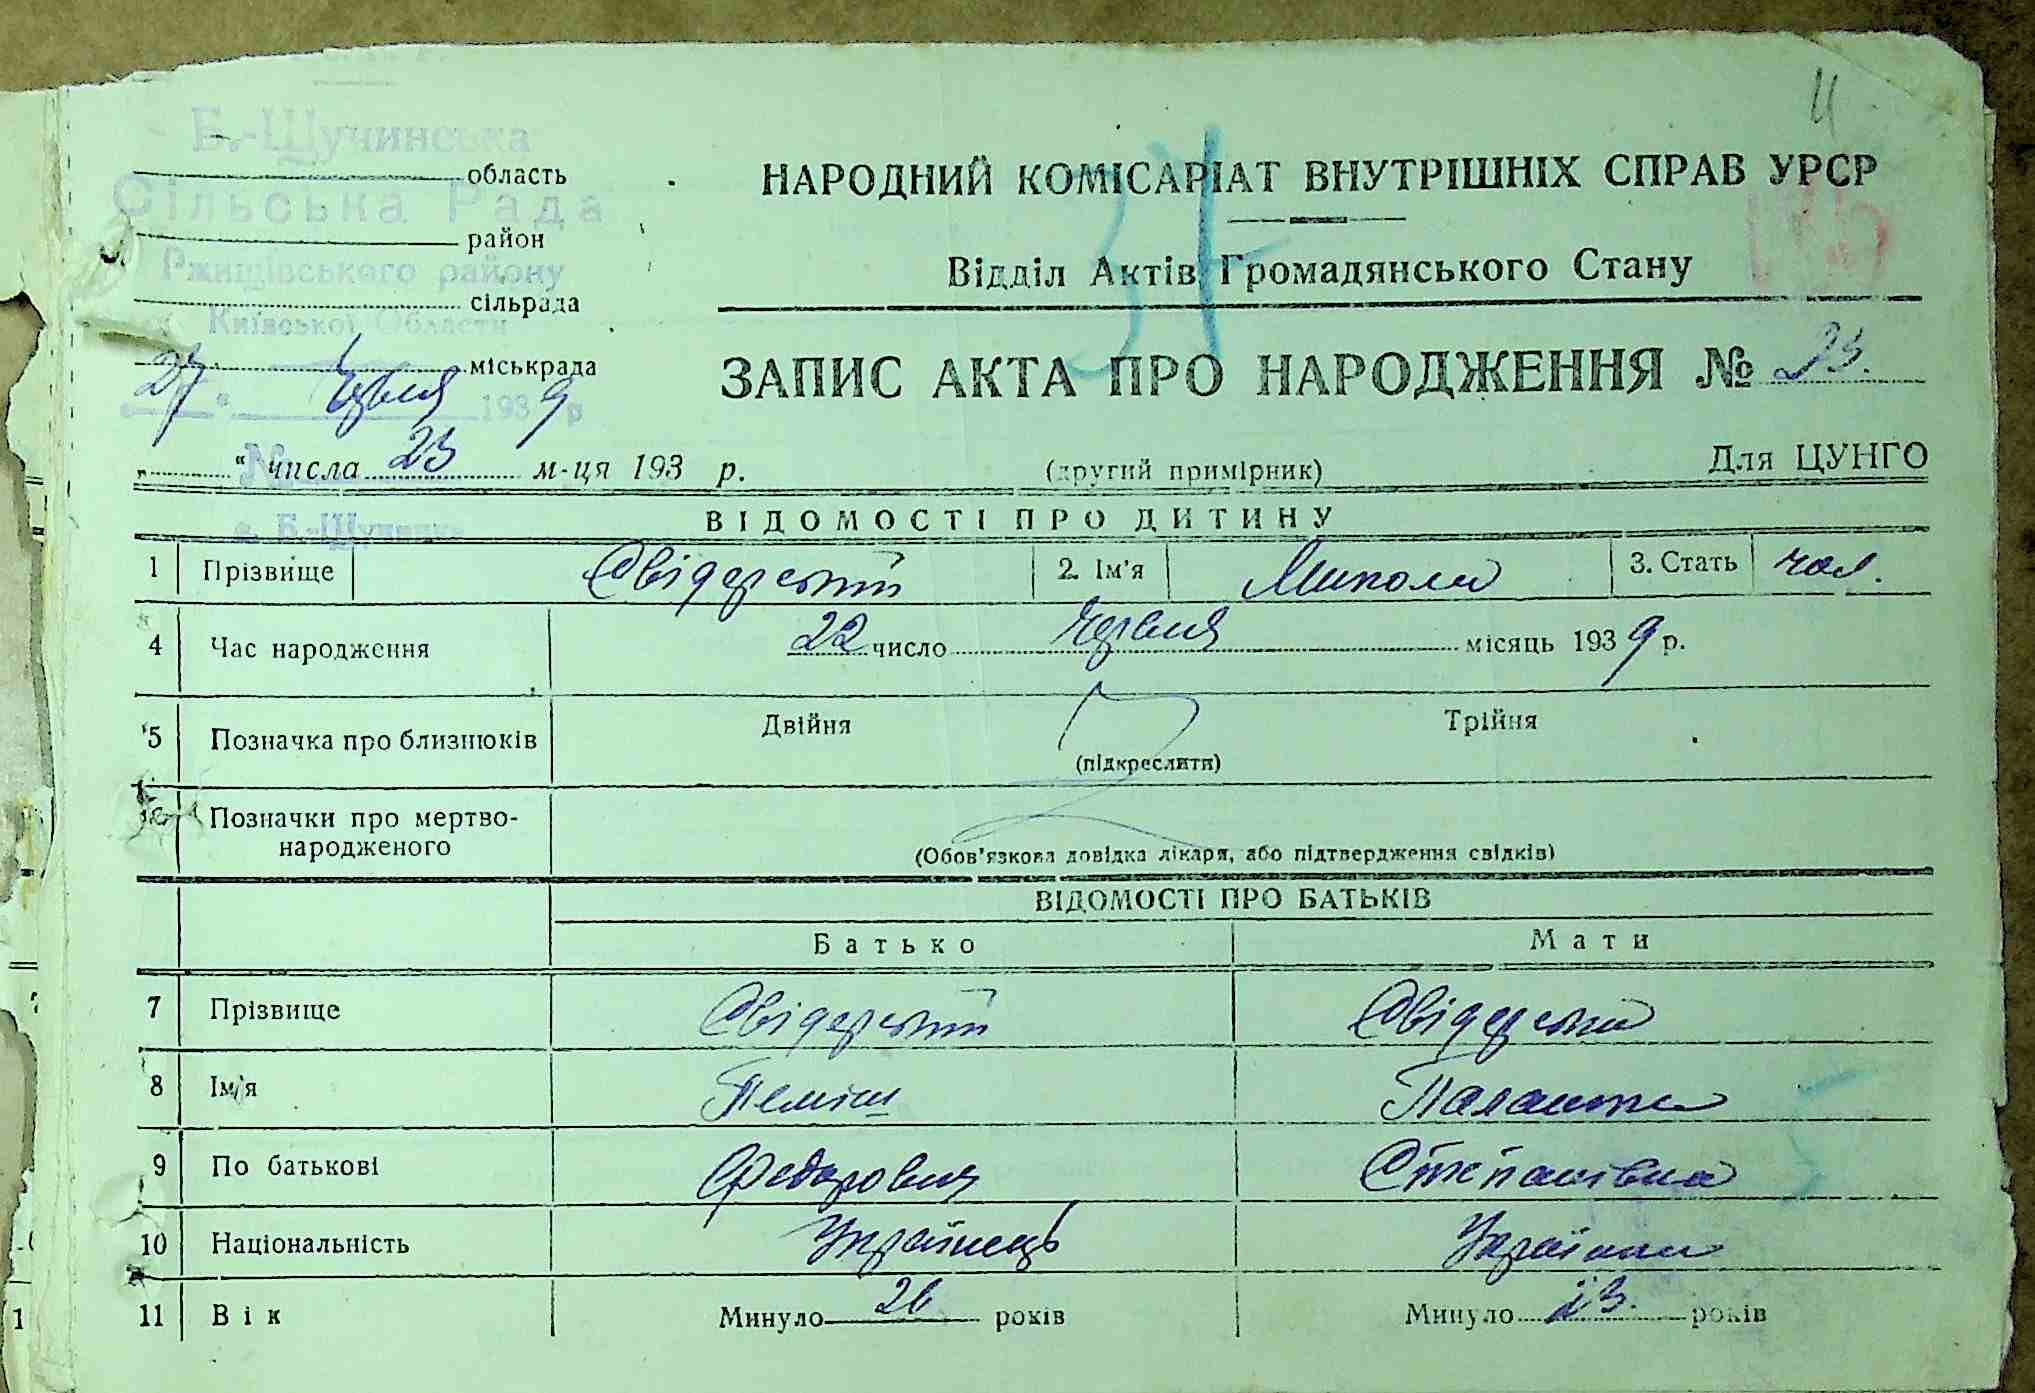 Б.-Щучинська
область
Сільська Рада
район
Ржищівського району
сільрада
Київської Области
міськрада
27 " Червня 1939 р
№ 23
" числа м-ця 193 р.
с. Б.-Щучинка
НАРОДНИЙ КОМІСАРІАТ ВНУТРІШНІХ СПРАВ УРСР
Відділ Актів Громадянського Стану
ЗАПИС АКТА ПРО НАРОДЖЕННЯ № 23.
(другий примірник) Для ЦУНГО
ВІДОМОСТІ ПРО ДИТИНУ
1 Прізвище Свідерський 2. Ім'я Микола 3. Стать чол.
4 Час народження 22 число Червня місяць 1939 р.
5 Позначка про близнюків Двійня Трійня
(підкреслити)
6 Позначки про мертво-
народженого
(Обов'язкова довідка лікаря, або підтвердження свідків)
ВІДОМОСТІ ПРО БАТЬКІВ
Батько Мати
7 Прізвище Свідерський Свідерська
8 Ім'я Палажка
9 По батькові Федорович Степанівна
10 Національність Українець Українка
11 Вік Минуло 26 років Минуло 23. років